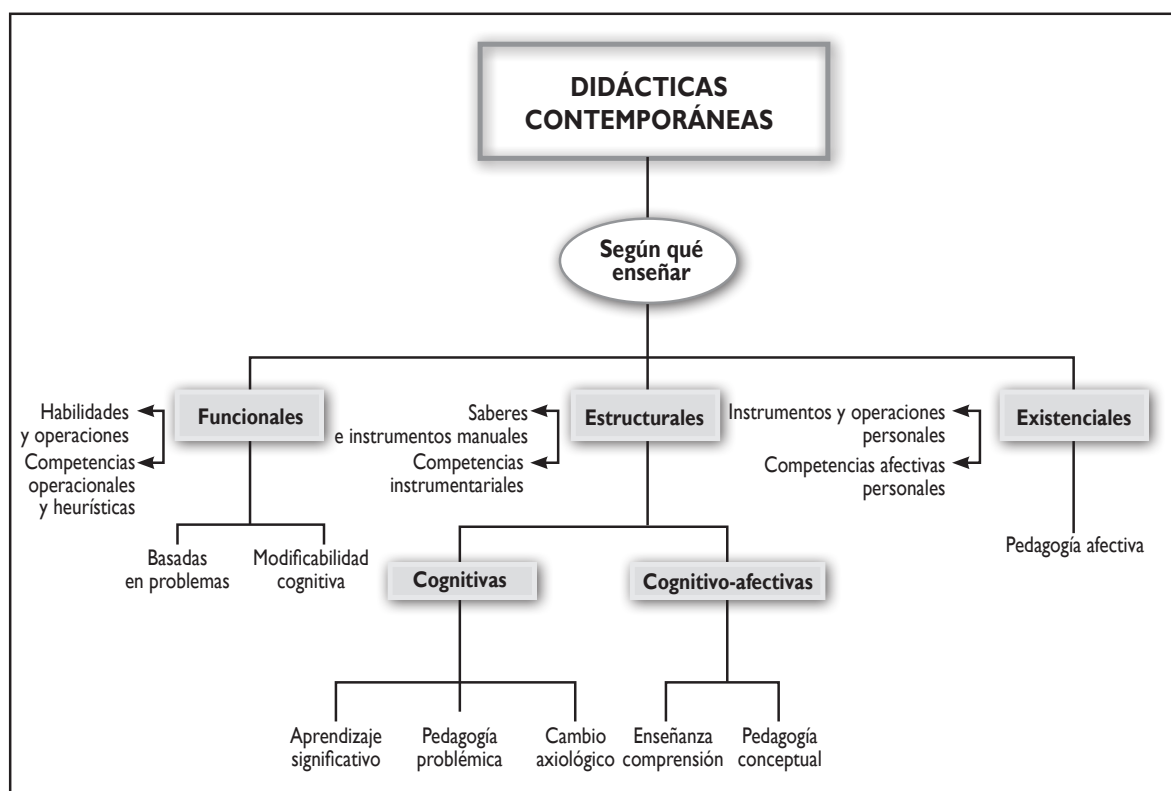 DIDÁCTICAS
CONTEMPORÁNEAS
Según qué
enseñar
Habilidades
y operaciones
Competencias
operacionales
y heurísticas
Funcionales
Saberes
e instrumentos manuales
Competencias
instrumentariales
Estructurales
Instrumentos y operaciones
personales
Competencias afectivas
personales
Existenciales
Basadas
en problemas
Modificabilidad
cognitiva
Cognitivas
Cognitivo-afectivas
Pedagogía afectiva
Aprendizaje
significativo
Pedagogía
problémica
Cambio
axiológico
Enseñanza
comprensión
Pedagogía
conceptual